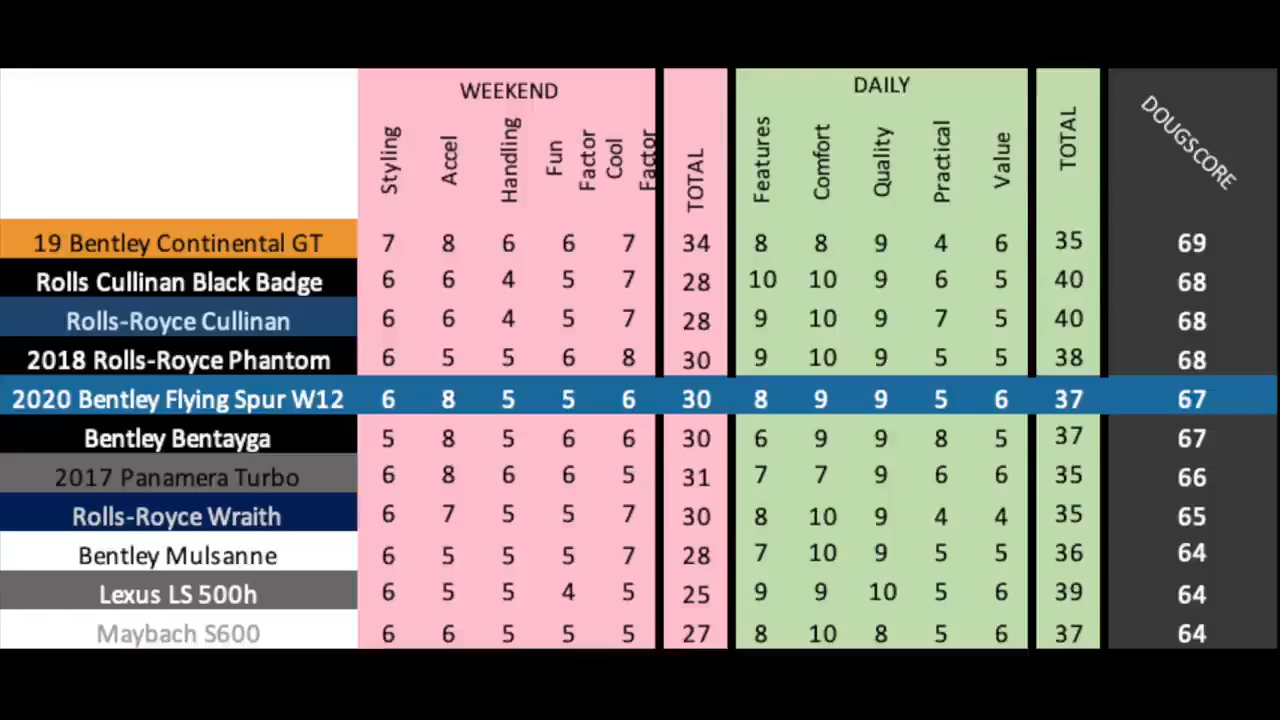 WEEKEND DAILY
Styling Accel Handling Fun Factor Cool Factor TOTAL Features Comfort Quality Practical Value TOTAL DOUGSCORE
19 Bentley Continental GT 7 8 6 6 7 34 8 8 9 4 6 35 69
Rolls Cullinan Black Badge 6 6 4 5 7 28 10 10 9 6 5 40 68
Rolls-Royce Cullinan 6 6 4 5 7 28 9 10 9 7 5 40 68
2018 Rolls-Royce Phantom 6 5 5 6 8 30 9 10 9 5 5 38 68
2020 Bentley Flying Spur W12 6 8 5 5 6 30 8 9 9 5 6 37 67
Bentley Bentayga 5 8 5 6 6 30 6 9 9 8 5 37 67
2017 Panamera Turbo 6 8 6 6 5 31 7 7 9 6 6 35 66
Rolls-Royce Wraith 6 7 5 5 7 30 8 10 9 4 4 35 65
Bentley Mulsanne 6 5 5 5 7 28 7 10 9 5 5 36 64
Lexus LS 500h 6 5 5 4 5 25 9 9 10 5 6 39 64
Maybach S600 6 6 5 5 5 27 8 10 8 5 6 37 64